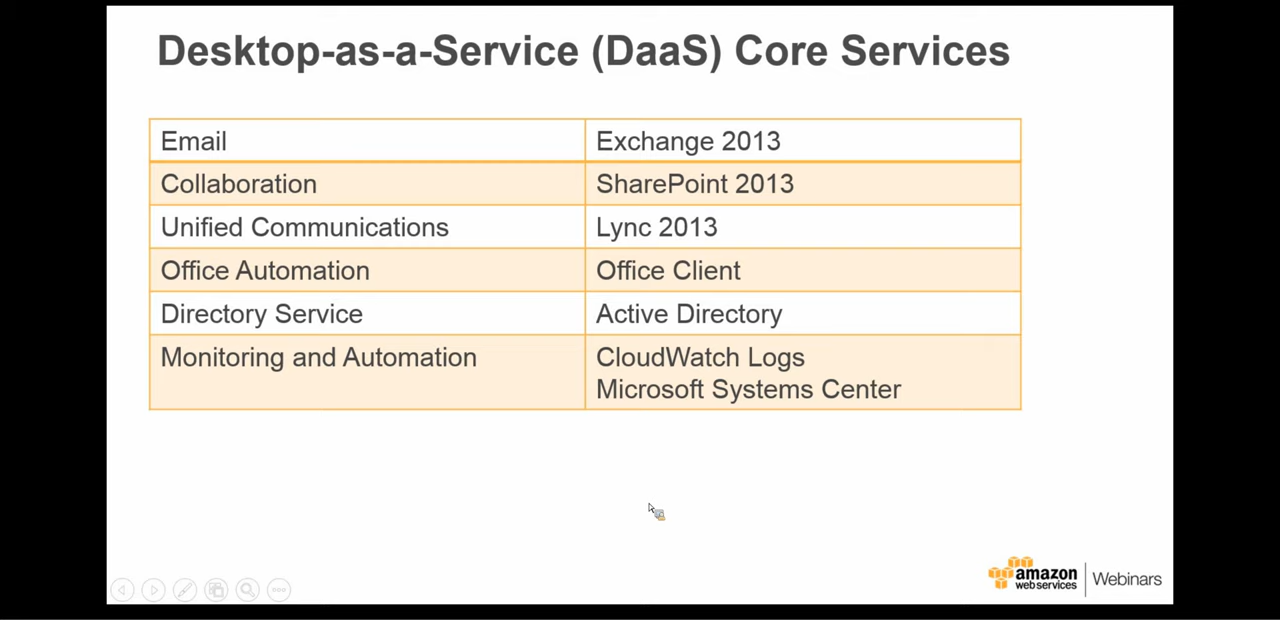 Desktop-as-a-Service (DaaS) Core Services
Email Exchange 2013
Collaboration SharePoint 2013
Unified Communications Lync 2013
Office Automation Office Client
Directory Service Active Directory
Monitoring and Automation CloudWatch Logs
Microsoft Systems Center
amazon
web services
Webinars